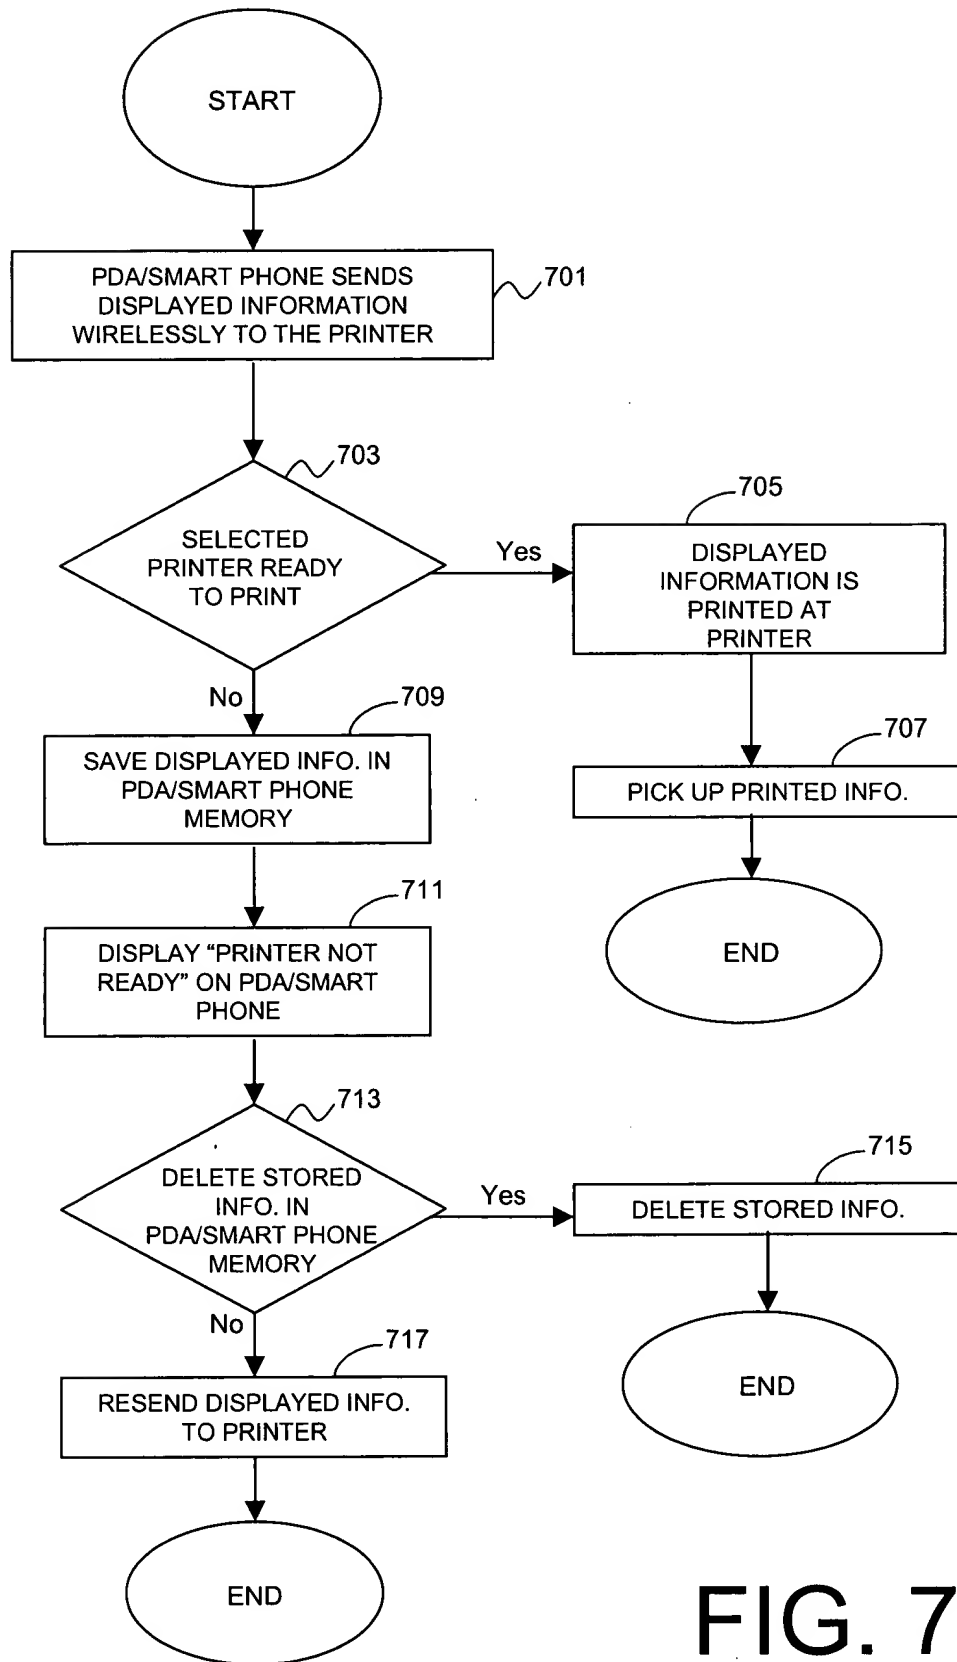 START
PDA/SMART PHONE SENDS
DISPLAYED INFORMATION
WIRELESSLY TO THE PRINTER
701
703
SELECTED
PRINTER READY
TO PRINT
Yes
705
DISPLAYED
INFORMATION IS
PRINTED AT
PRINTER
No
709
SAVE DISPLAYED INFO. IN
PDA/SMART PHONE
MEMORY
707
PICK UP PRINTED INFO.
END
711
DISPLAY “PRINTER NOT
READY” ON PDA/SMART
PHONE
713
DELETE STORED
INFO. IN
PDA/SMART PHONE
MEMORY
Yes
715
DELETE STORED INFO.
END
No
717
RESEND DISPLAYED INFO.
TO PRINTER
END
FIG. 7